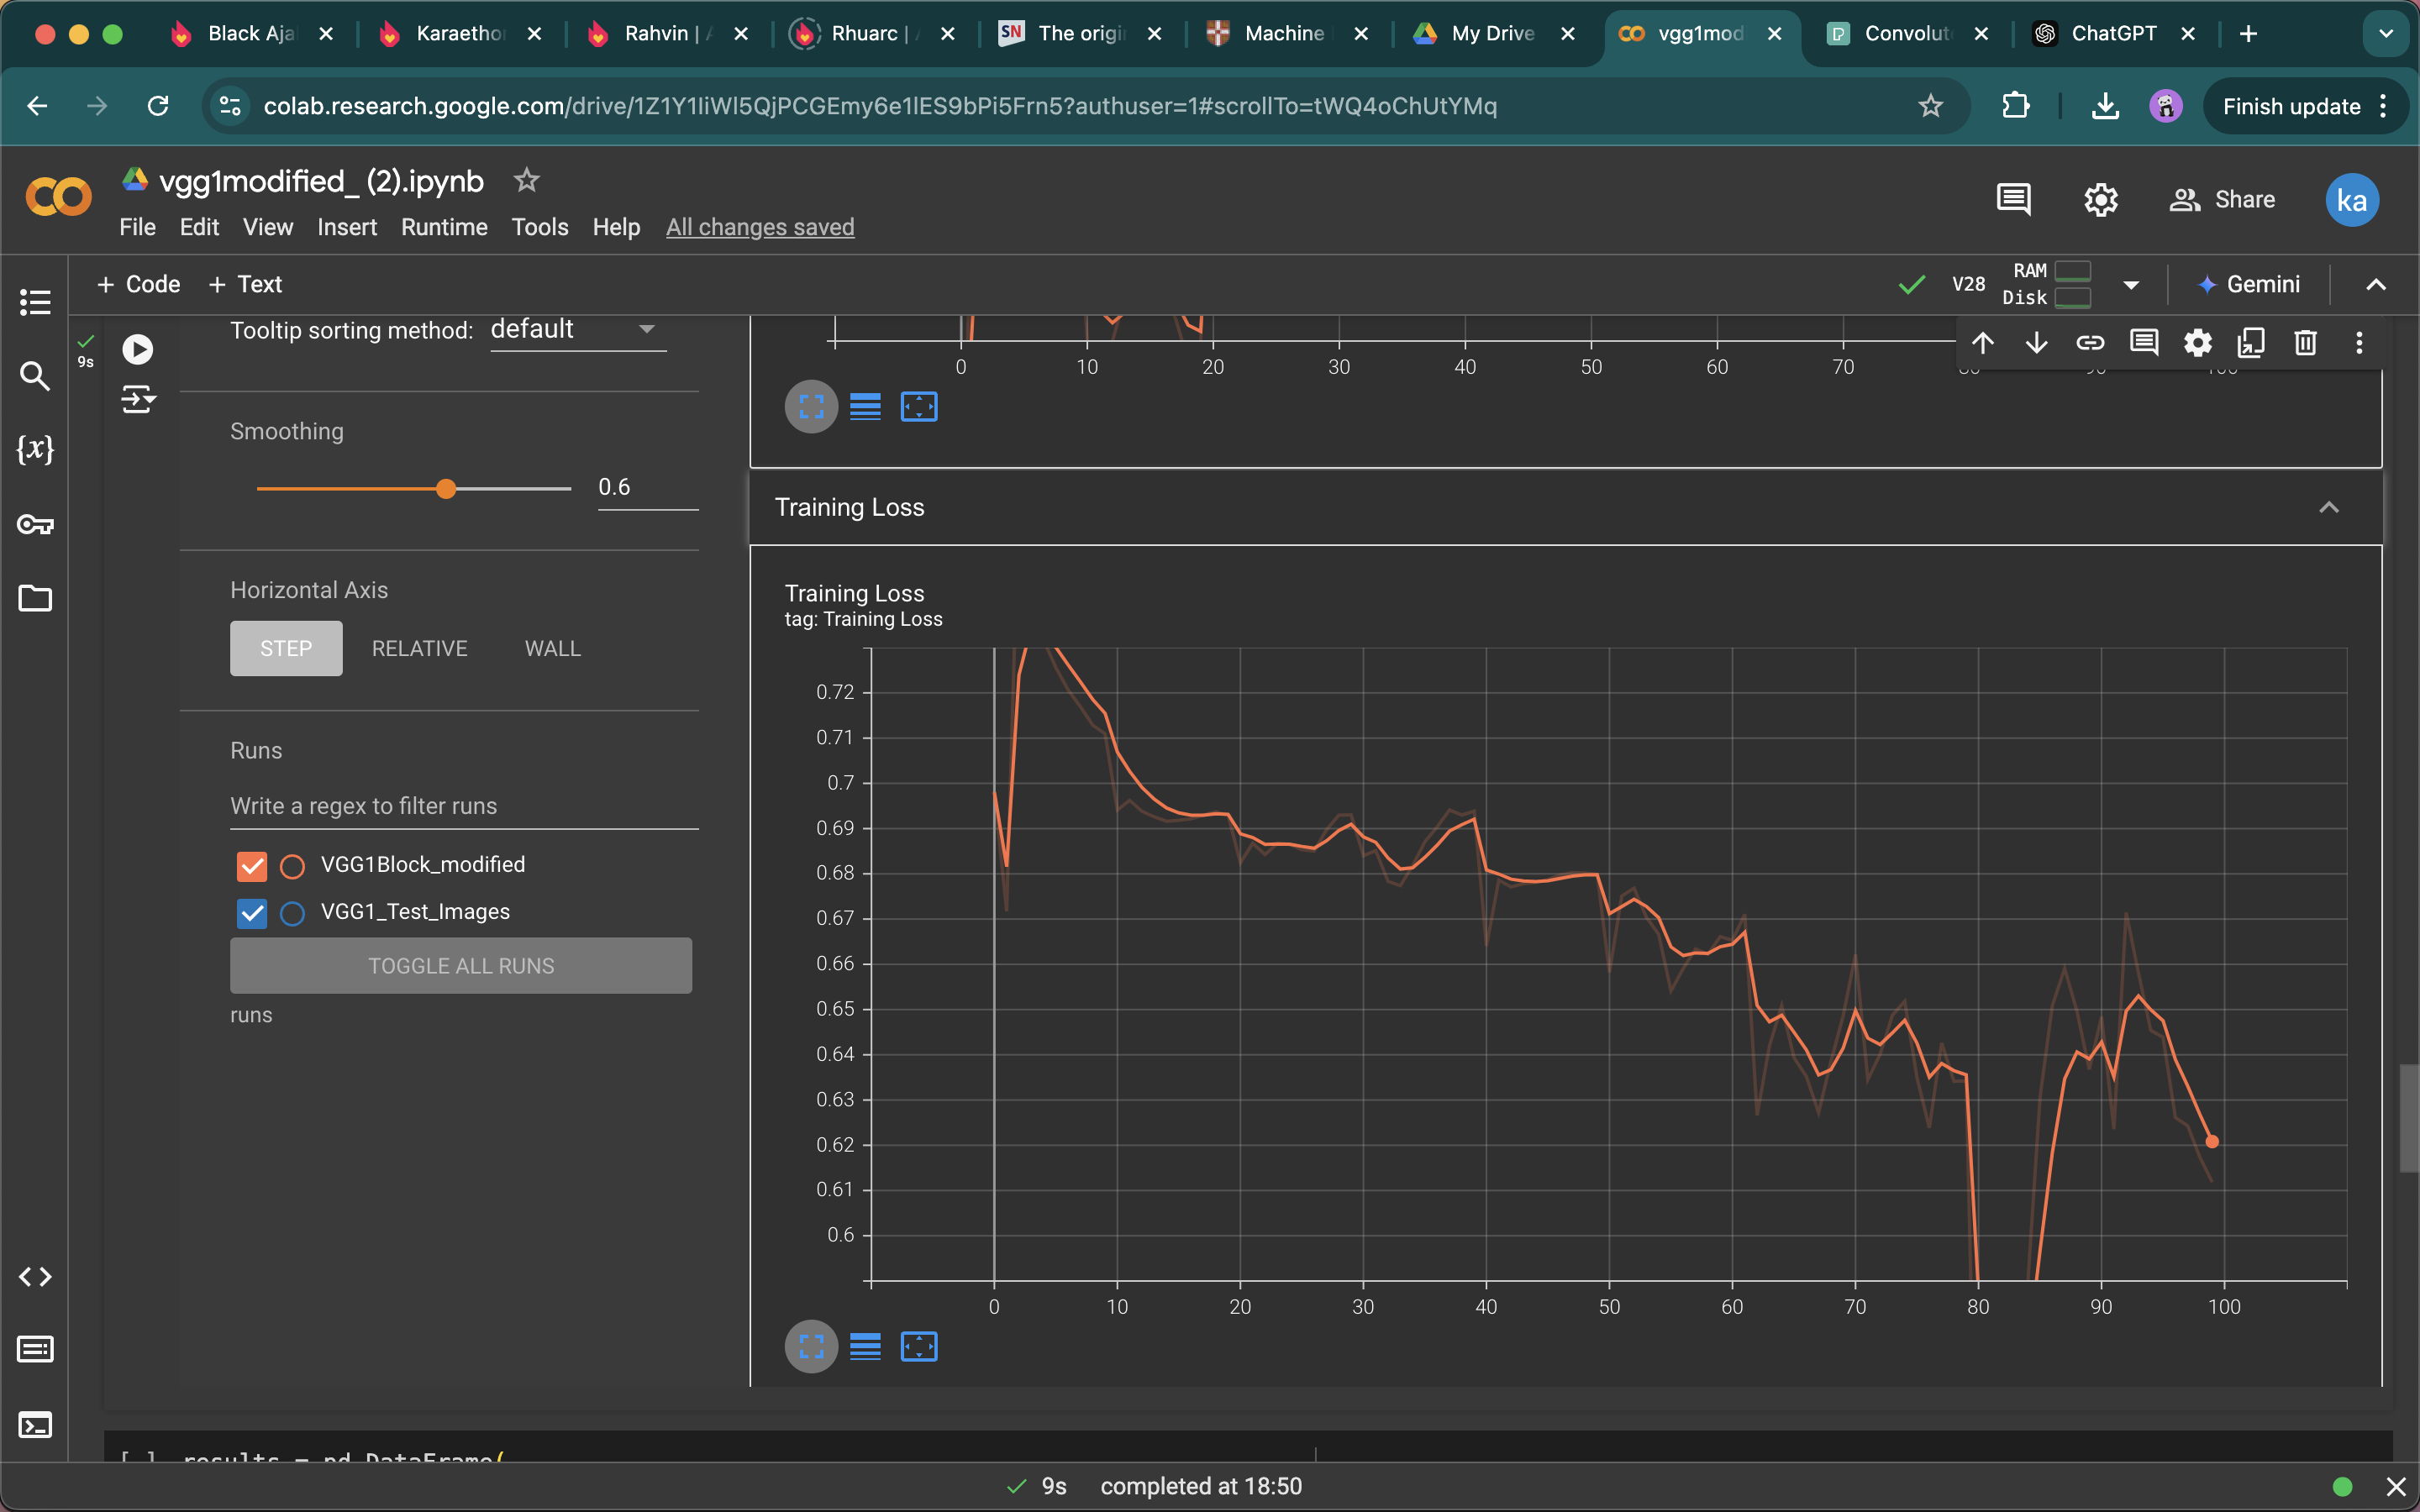 Black Aja
Karaetho
Rahvin | A
Rhuarc |
SN The origi
Machine
My Drive
vgg1mod
Convolut
ChatGPT
colab.research.google.com/drive/1Z1Y1liWl5QjPCGEmy6e1lES9bPi5Frn5?authuser=1#scrollTo=tWQ4oChUtYMq
Finish update
vgg1modified_ (2).ipynb
Share
ka
File Edit View Insert Runtime Tools Help All changes saved
+ Code + Text
V28
RAM
Disk
Gemini
9s
Tooltip sorting method: default
0 10 20 30 40 50 60 70 80 90 100
Smoothing
0.6
Training Loss
Horizontal Axis
STEP RELATIVE WALL
Training Loss
tag: Training Loss
Runs
Write a regex to filter runs
VGG1Block_modified
VGG1_Test_Images
TOGGLE ALL RUNS
runs
0.72
0.71
0.7
0.69
0.68
0.67
0.66
0.65
0.64
0.63
0.62
0.61
0.6
0 10 20 30 40 50 60 70 80 90 100
{x}
[ ] results = pd.DataFrame(
9s completed at 18:50